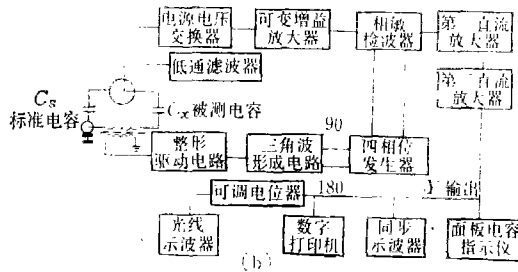 电源电压
交换器
可变增益
放大器
相敏
检波器
第一直流
放大器
低通滤波器
第二直流
放大器
Cs
标准电容
Cx被测电容
整形
驱动电路
三角波
形成电路
90
四相位
发生器
可调电位器
180
Y输出
光线
示波器
数字
打印机
同步
示波器
面板电容
指示仪
(b)